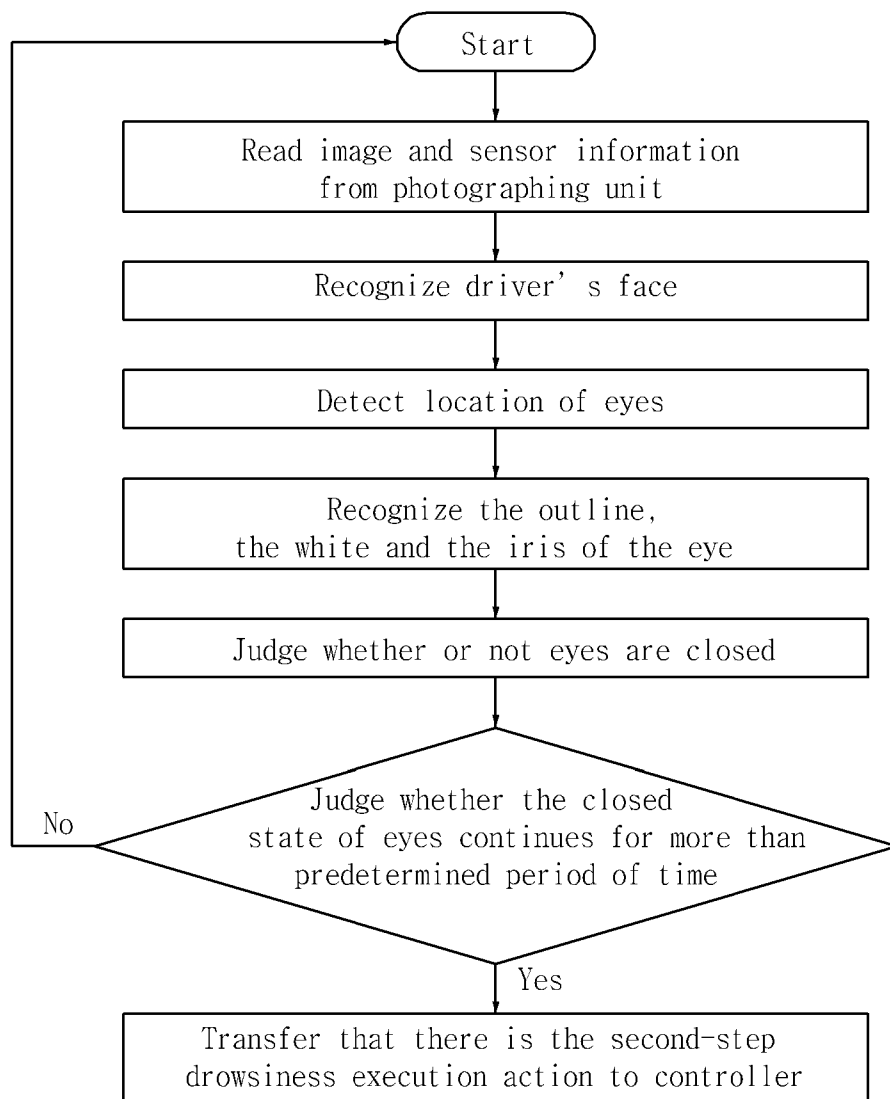 Start
Read image and sensor information
from photographing unit
Recognize driver's face
Detect location of eyes
Recognize the outline,
the white and the iris of the eye
Judge whether or not eyes are closed
Judge whether the closed
state of eyes continues for more than
predetermined period of time
No
Yes
Transfer that there is the second-step
drowsiness execution action to controller